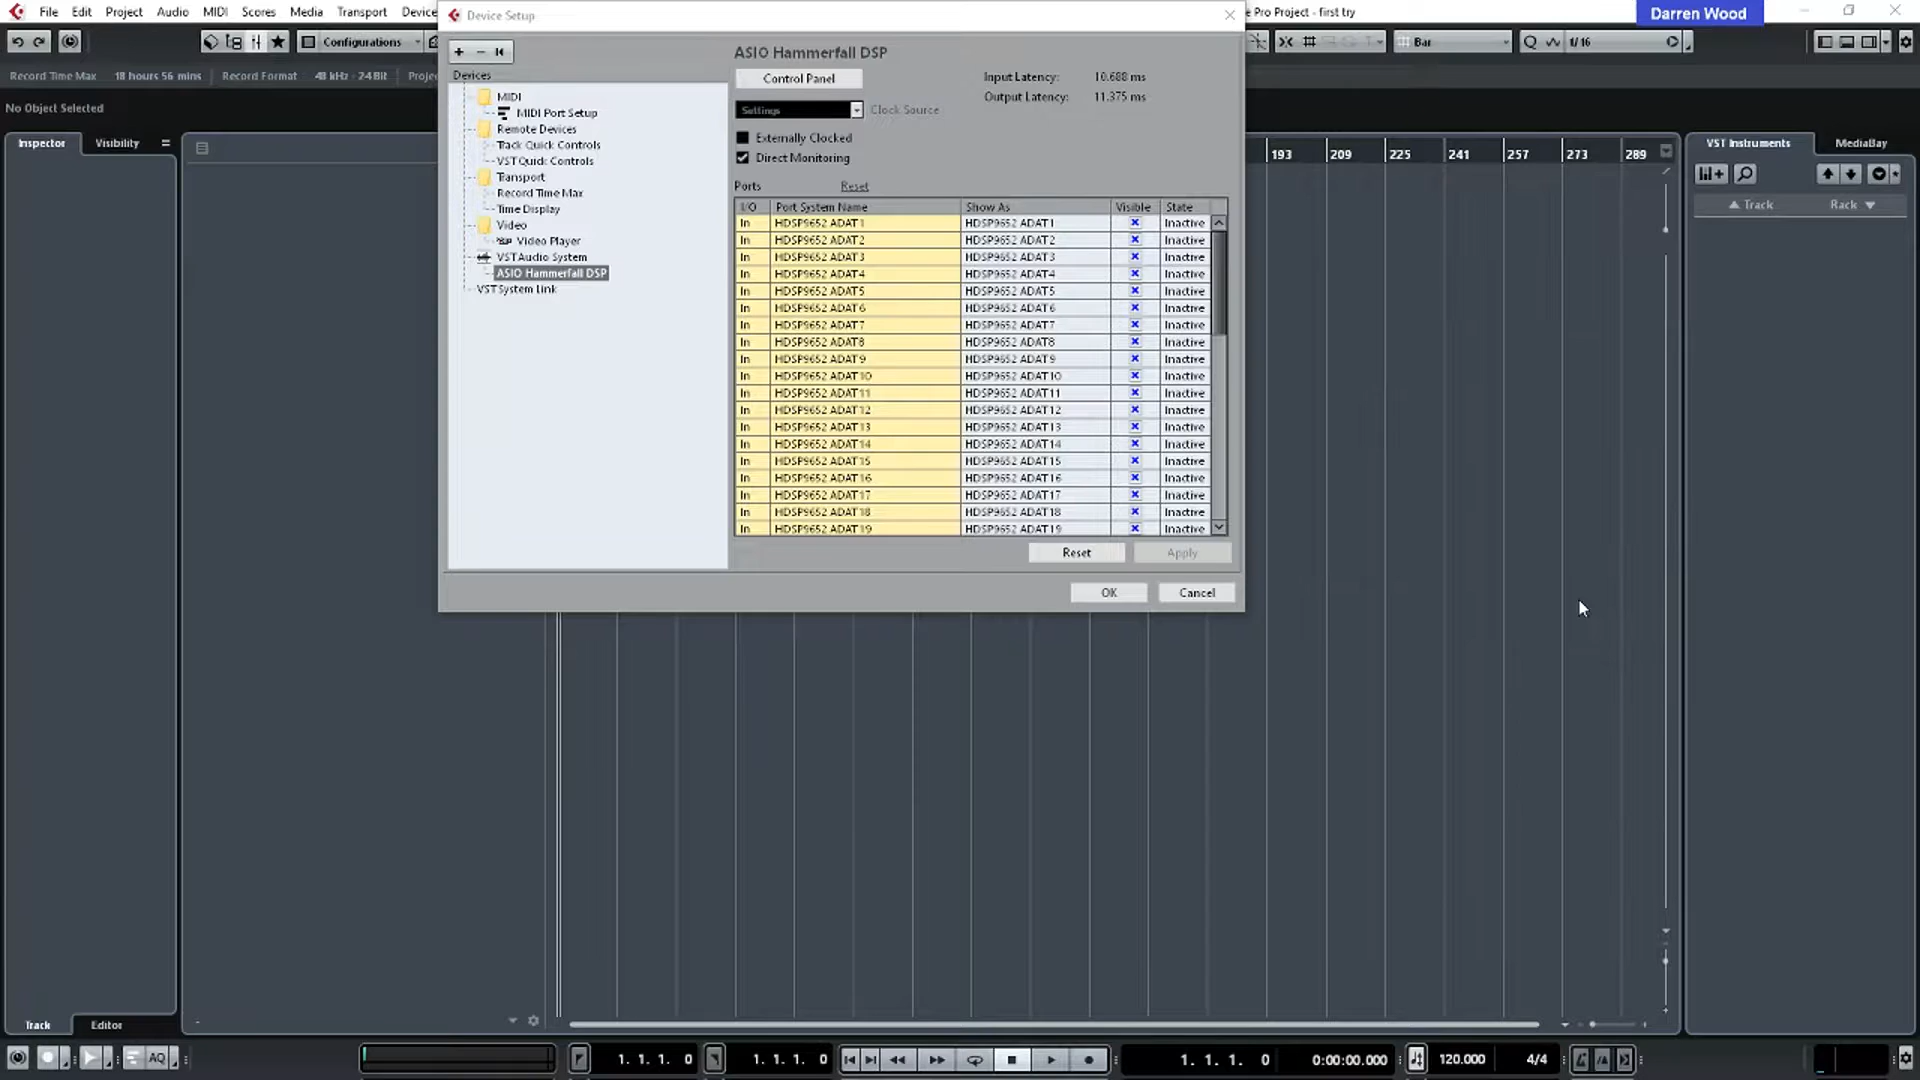 File Edit Project Audio MIDI Scores Media Transport Device
Device Setup
e Pro Project - first try
Darren Wood
Configurations
Bar
Q 1/16
Record Time Max 18 hours 56 mins Record Format 48 kHz - 24 Bit Projec
No Object Selected
Inspector Visibility
Devices
MIDI
MIDI Port Setup
Remote Devices
Track Quick Controls
VST Quick Controls
Transport
Record Time Max
Time Display
Video
Video Player
VST Audio System
ASIO Hammerfall DSP
VST System Link
ASIO Hammerfall DSP
Control Panel
Input Latency: 10.688 ms
Output Latency: 11.375 ms
Settings Clock Source
Externally Clocked
Direct Monitoring
Ports Reset
I/O Port System Name Show As Visible State
In HDSP9652 ADAT1 HDSP9652 ADAT1 Inactive
In HDSP9652 ADAT2 HDSP9652 ADAT2 Inactive
In HDSP9652 ADAT3 HDSP9652 ADAT3 Inactive
In HDSP9652 ADAT4 HDSP9652 ADAT4 Inactive
In HDSP9652 ADAT5 HDSP9652 ADAT5 Inactive
In HDSP9652 ADAT6 HDSP9652 ADAT6 Inactive
In HDSP9652 ADAT7 HDSP9652 ADAT7 Inactive
In HDSP9652 ADAT8 HDSP9652 ADAT8 Inactive
In HDSP9652 ADAT9 HDSP9652 ADAT9 Inactive
In HDSP9652 ADAT10 HDSP9652 ADAT10 Inactive
In HDSP9652 ADAT11 HDSP9652 ADAT11 Inactive
In HDSP9652 ADAT12 HDSP9652 ADAT12 Inactive
In HDSP9652 ADAT13 HDSP9652 ADAT13 Inactive
In HDSP9652 ADAT14 HDSP9652 ADAT14 Inactive
In HDSP9652 ADAT15 HDSP9652 ADAT15 Inactive
In HDSP9652 ADAT16 HDSP9652 ADAT16 Inactive
In HDSP9652 ADAT17 HDSP9652 ADAT17 Inactive
In HDSP9652 ADAT18 HDSP9652 ADAT18 Inactive
In HDSP9652 ADAT19 HDSP9652 ADAT19 Inactive
Reset Apply
OK Cancel
193 209 225 241 257 273 289
VST Instruments MediaBay
Track Rack
Track Editor
AQ
1. 1. 1. 0 1. 1. 1. 0
1. 1. 1. 0 0:00:00.000 120.000 4/4